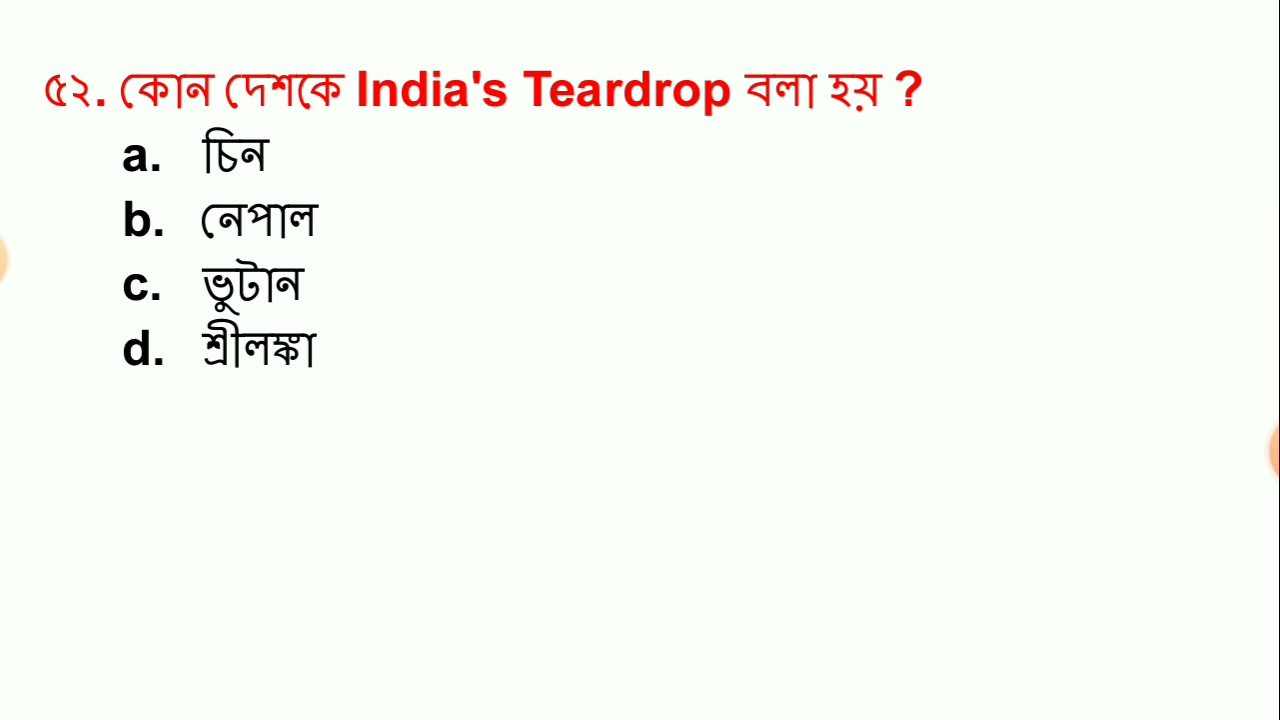 ৫২. কোন দেশকে India's Teardrop বলা হয় ?
a. চিন
b. নেপাল
c. ভুটান
d. শ্রীলঙ্কা